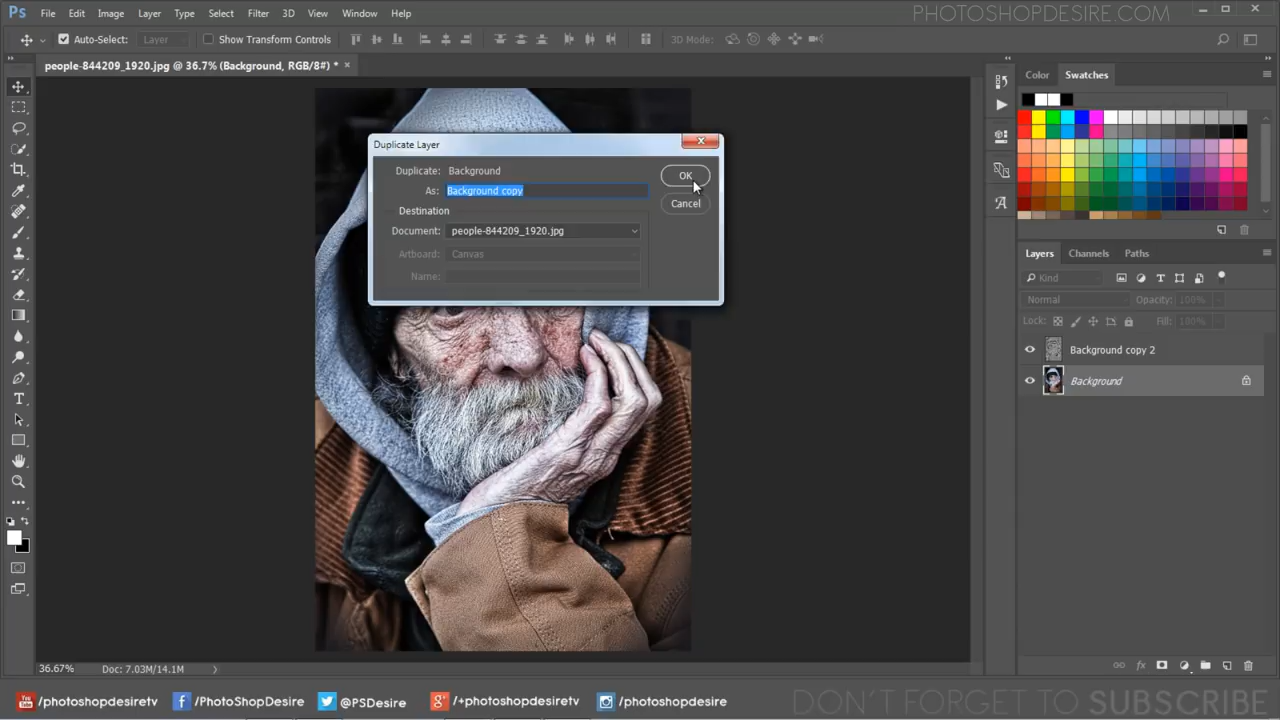 Ps File Edit Image Layer Type Select Filter 3D View Window Help
PHOTOSHOPDESIRE.COM
Auto-Select: Layer Show Transform Controls 3D Mode:
people-844209_1920.jpg @ 36.7% (Background, RGB/8#) * ×
Color Swatches
Duplicate Layer
Duplicate: Background
OK
As: Background copy
Cancel
Destination
Document: people-844209_1920.jpg
Artboard: Canvas
Name:
Layers Channels Paths
Kind
Normal Opacity: 100%
Lock: Fill: 100%
Background copy 2
Background
36.67% Doc: 7.03M/14.1M
You Tube /photoshopdesiretv f /PhotoShopDesire @PSDesire g+ /+photoshopdesiretv /photoshopdesire
DON'T FORGET TO SUBSCRIBE